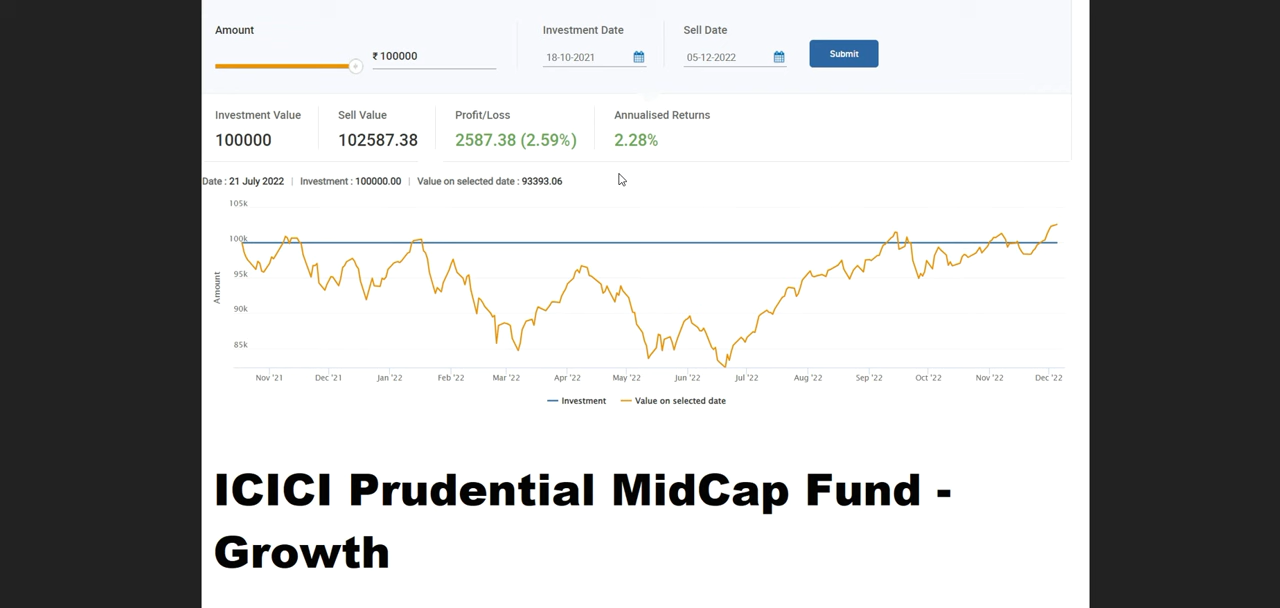 Amount Investment Date Sell Date
₹ 100000 18-10-2021 05-12-2022 Submit
Investment Value Sell Value Profit/Loss Annualised Returns
100000 102587.38 2587.38 (2.59%) 2.28%
Date : 21 July 2022 | Investment : 100000.00 | Value on selected date : 93393.06
105k
100k
95k
Amount
90k
85k
Nov '21 Dec '21 Jan '22 Feb '22 Mar '22 Apr '22 May '22 Jun '22 Jul '22 Aug '22 Sep '22 Oct '22 Nov '22 Dec '22
Investment Value on selected date
ICICI Prudential MidCap Fund -
Growth